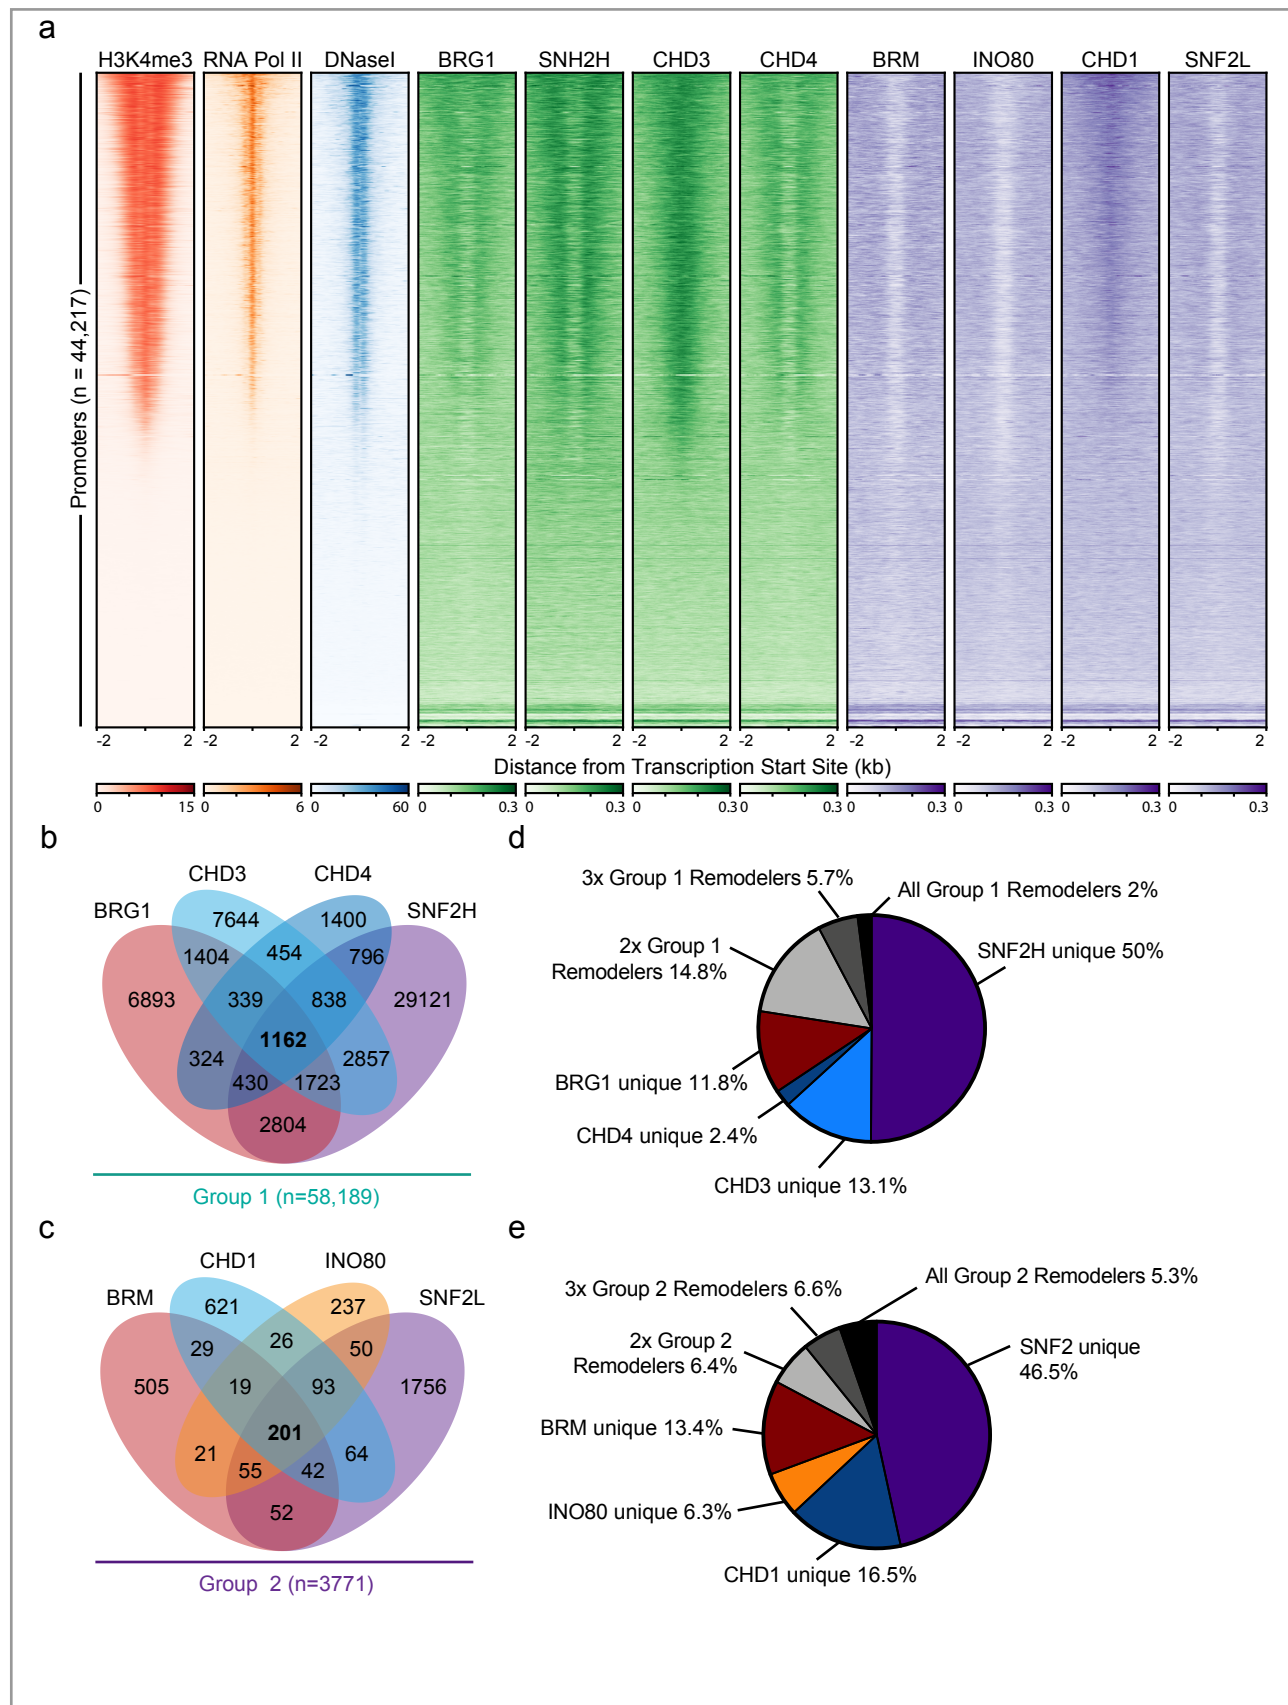 a
H3K4me3 RNA Pol II DNaseI BRG1 SNH2H CHD3 CHD4 BRM INO80 CHD1 SNF2L
Promoters (n = 44,217)
-2 2 -2 2 -2 2 -2 2 -2 2 -2 2 -2 2 -2 2 -2 2 -2 2 -2 2
Distance from Transcription Start Site (kb)
0 15 0 6 0 60 0 0.3 0 0.3 0 0.3 0 0.3 0 0.3 0 0.3 0 0.3 0 0.3
b
CHD3 CHD4
BRG1 SNF2H
7644 1400
1404 454 796
6893 339 838 29121
1162
324 2857
430 1723
2804
Group 1 (n=58,189)
d
3x Group 1 Remodelers 5.7%
All Group 1 Remodelers 2%
2x Group 1
Remodelers 14.8%
SNF2H unique 50%
BRG1 unique 11.8%
CHD4 unique 2.4%
CHD3 unique 13.1%
c
CHD1 INO80
BRM SNF2L
621 237
29 26 50
505 19 93 1756
201
21 64
55 42
52
Group 2 (n=3771)
e
All Group 2 Remodelers 5.3%
3x Group 2 Remodelers 6.6%
2x Group 2
Remodelers 6.4%
SNF2 unique
46.5%
BRM unique 13.4%
INO80 unique 6.3%
CHD1 unique 16.5%